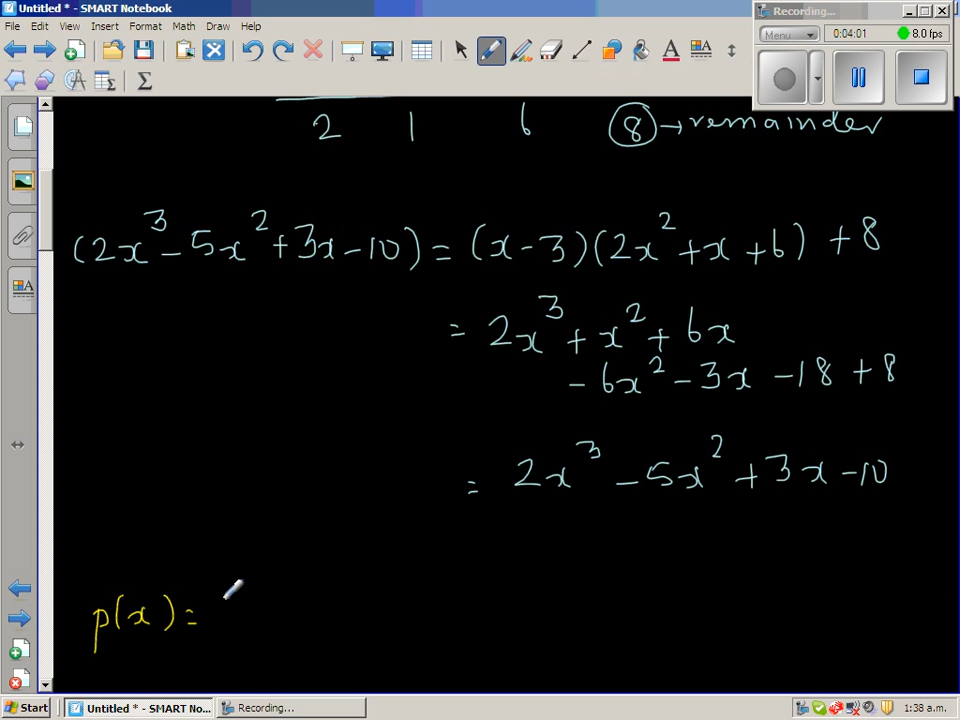 Untitled * - SMART Notebook
Recording...
File Edit View Insert Format Math Draw Help
Menu 0:04:01 8.0 fps
2 1 6 8 → remainder
(2x³ - 5x² + 3x - 10) = (x - 3)(2x² + x + 6) + 8
= 2x³ + x² + 6x
- 6x² - 3x - 18 + 8
= 2x³ - 5x² + 3x - 10
p(x) =
Start Untitled * - SMART No... Recording... 1:38 a.m.